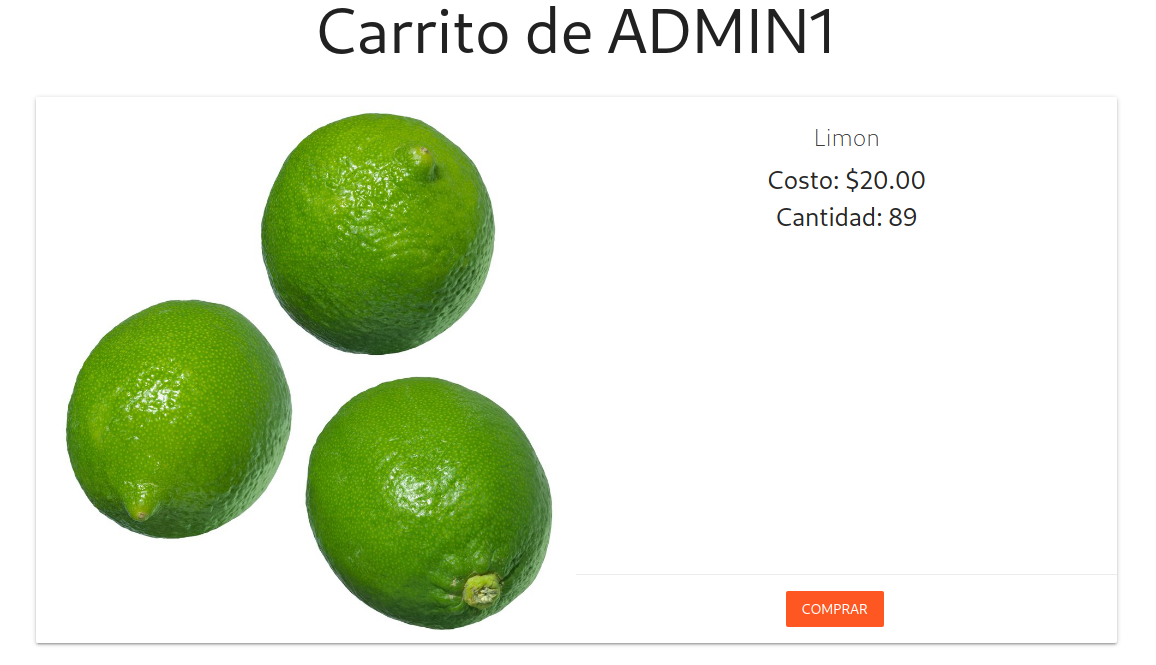 Carrito de ADMIN1
Limon
Costo: $20.00
Cantidad: 89
COMPRAR